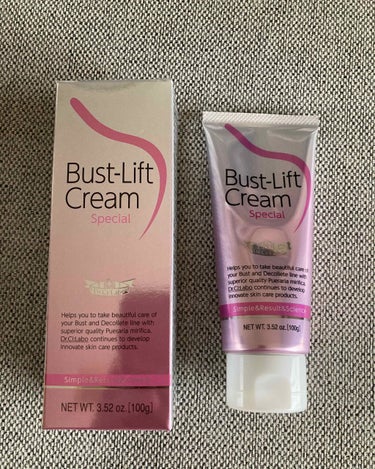 Bust-Lift
Cream
Special
Helps you to take beautiful care of
your Bust and Decollete line with
superior quality Pueraria mirifica.
Dr.Ci:Labo continues to develop
innovate skin care products.
Simple&Result
NET WT. 3.52 oz. [100g]
Bust-Lift
Cream
Special
Helps you to take beautiful care of
your Bust and Decollete line with
superior quality Pueraria mirifica.
Dr.Ci:Labo continues to develop
innovate skin care products.
Simple&Result&Science
NET WT. 3.52 oz. [100g]